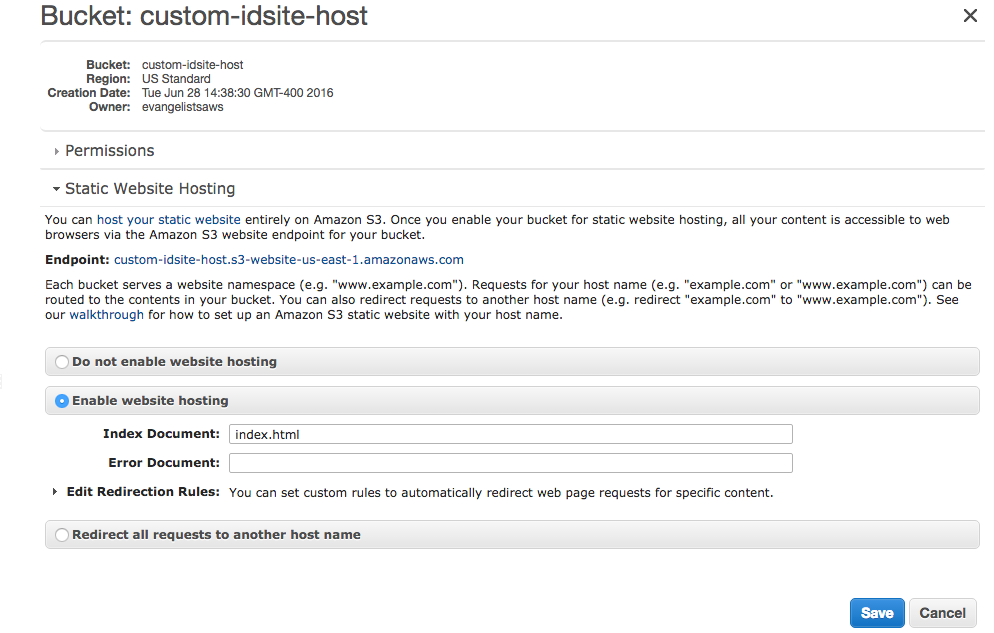 Bucket: custom-idsite-host
Bucket: custom-idsite-host
Region: US Standard
Creation Date: Tue Jun 28 14:38:30 GMT-400 2016
Owner: evangelistsaws
Permissions
Static Website Hosting
You can host your static website entirely on Amazon S3. Once you enable your bucket for static website hosting, all your content is accessible to web
browsers via the Amazon S3 website endpoint for your bucket.
Endpoint: custom-idsite-host.s3-website-us-east-1.amazonaws.com
Each bucket serves a website namespace (e.g. "www.example.com"). Requests for your host name (e.g. "example.com" or "www.example.com") can be
routed to the contents in your bucket. You can also redirect requests to another host name (e.g. redirect "example.com" to "www.example.com"). See
our walkthrough for how to set up an Amazon S3 static website with your host name.
Do not enable website hosting
Enable website hosting
Index Document: index.html
Error Document:
Edit Redirection Rules: You can set custom rules to automatically redirect web page requests for specific content.
Redirect all requests to another host name
Save Cancel